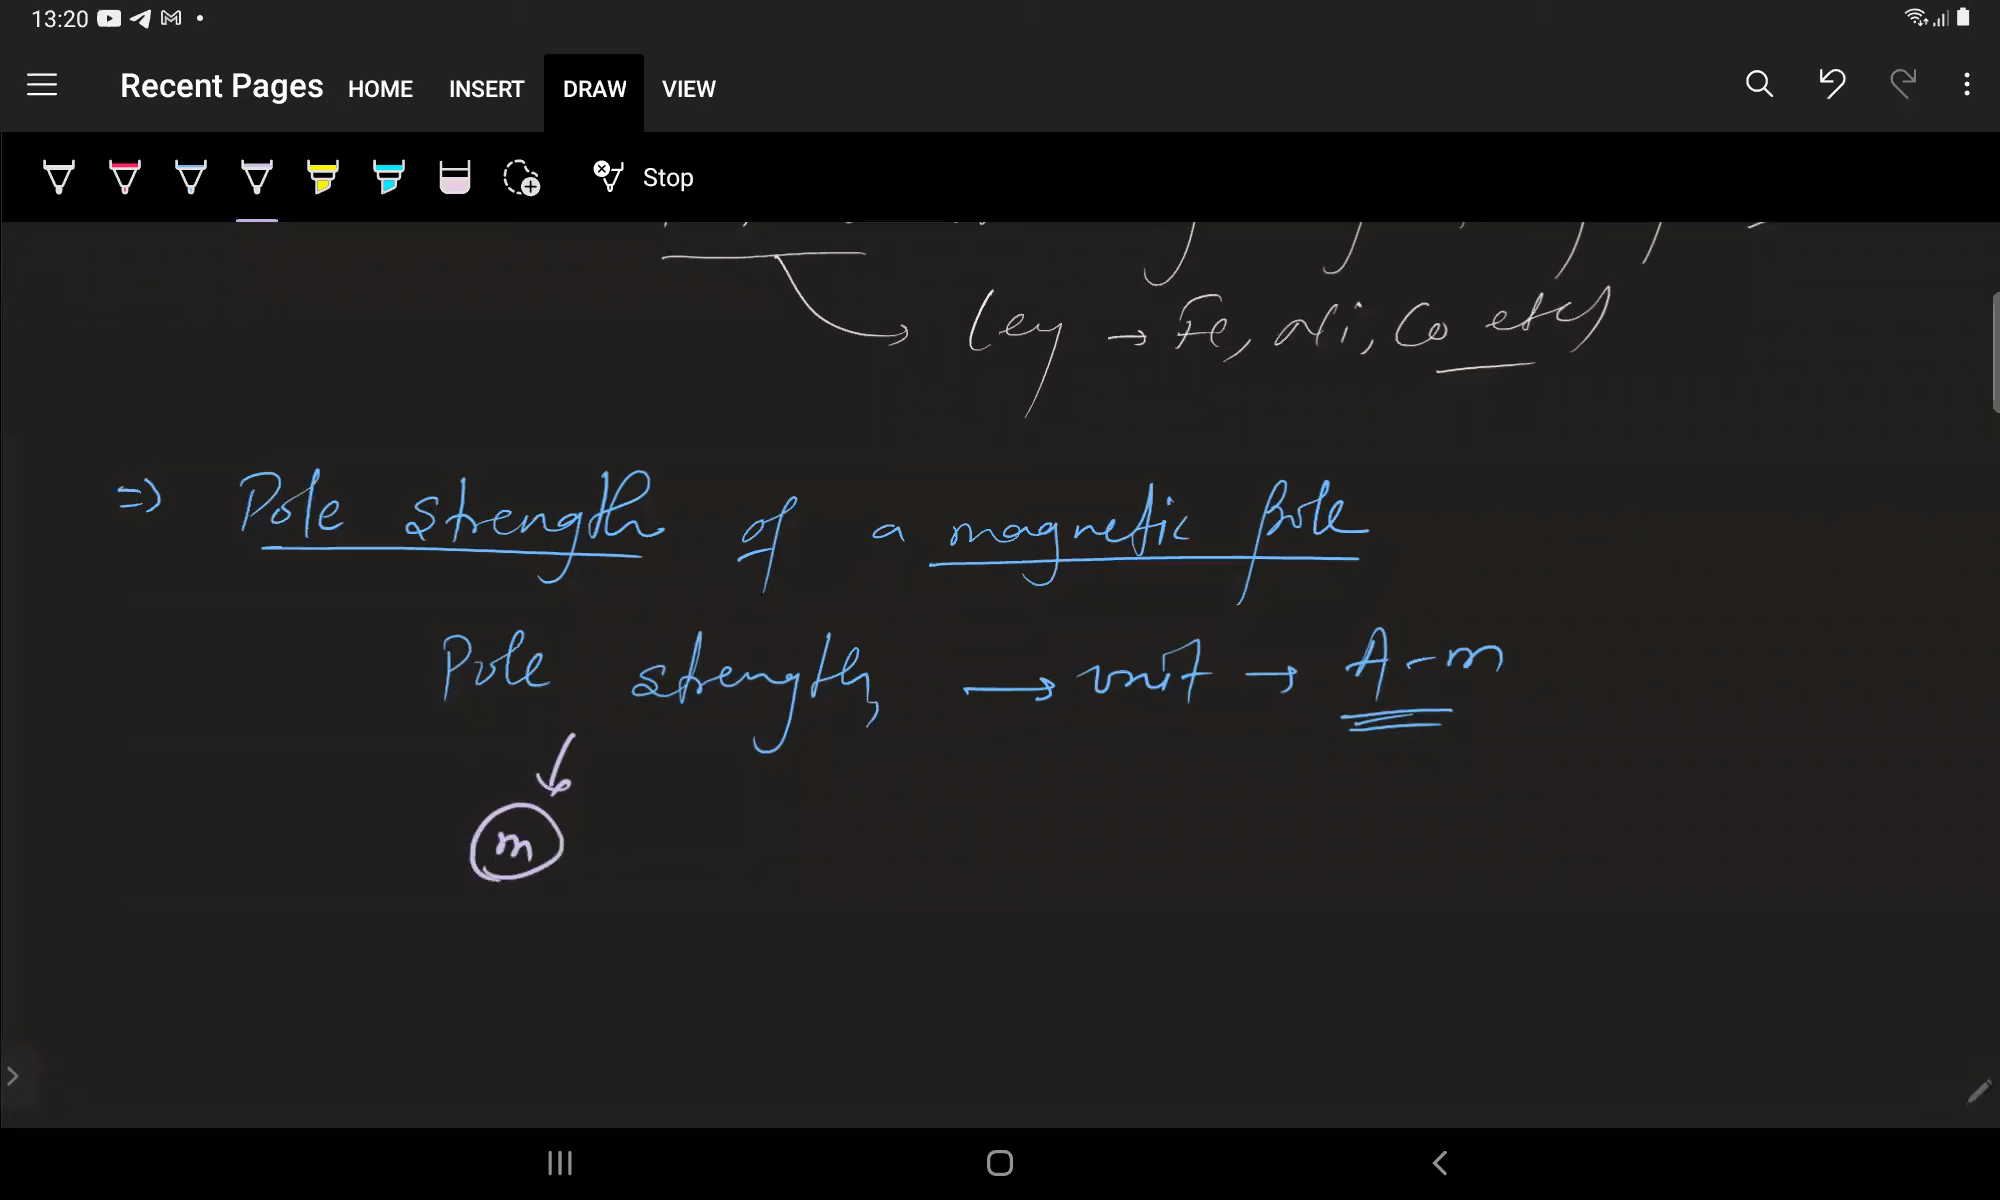 13:20
Recent Pages HOME INSERT DRAW VIEW
Stop
(eg → Fe, Ni, Co etc)
=> Pole strength of a magnetic pole
Pole strength → unit → A-m
m